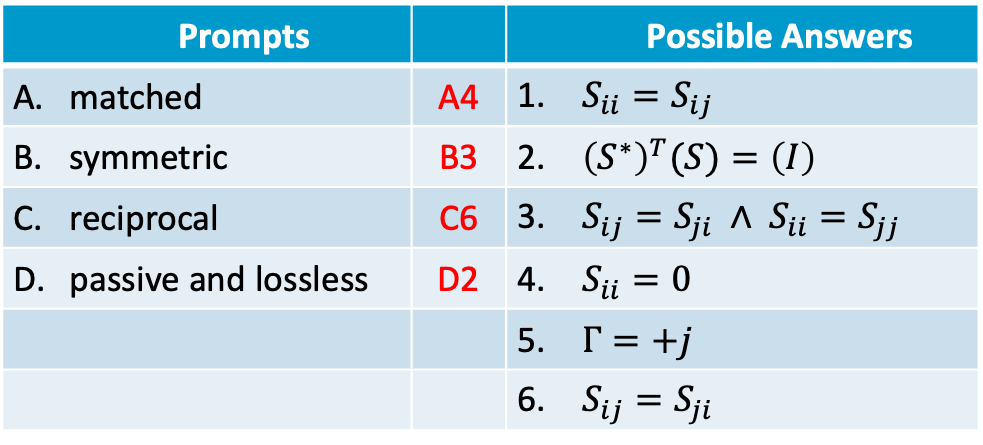 Prompts Possible Answers
A. matched A4 1. S_{ii} = S_{ij}
B. symmetric B3 2. (S*)^T(S) = (I)
C. reciprocal C6 3. S_{ij} = S_{ji} ∧ S_{ii} = S_{jj}
D. passive and lossless D2 4. S_{ii} = 0
5. Γ = +j
6. S_{ij} = S_{ji}